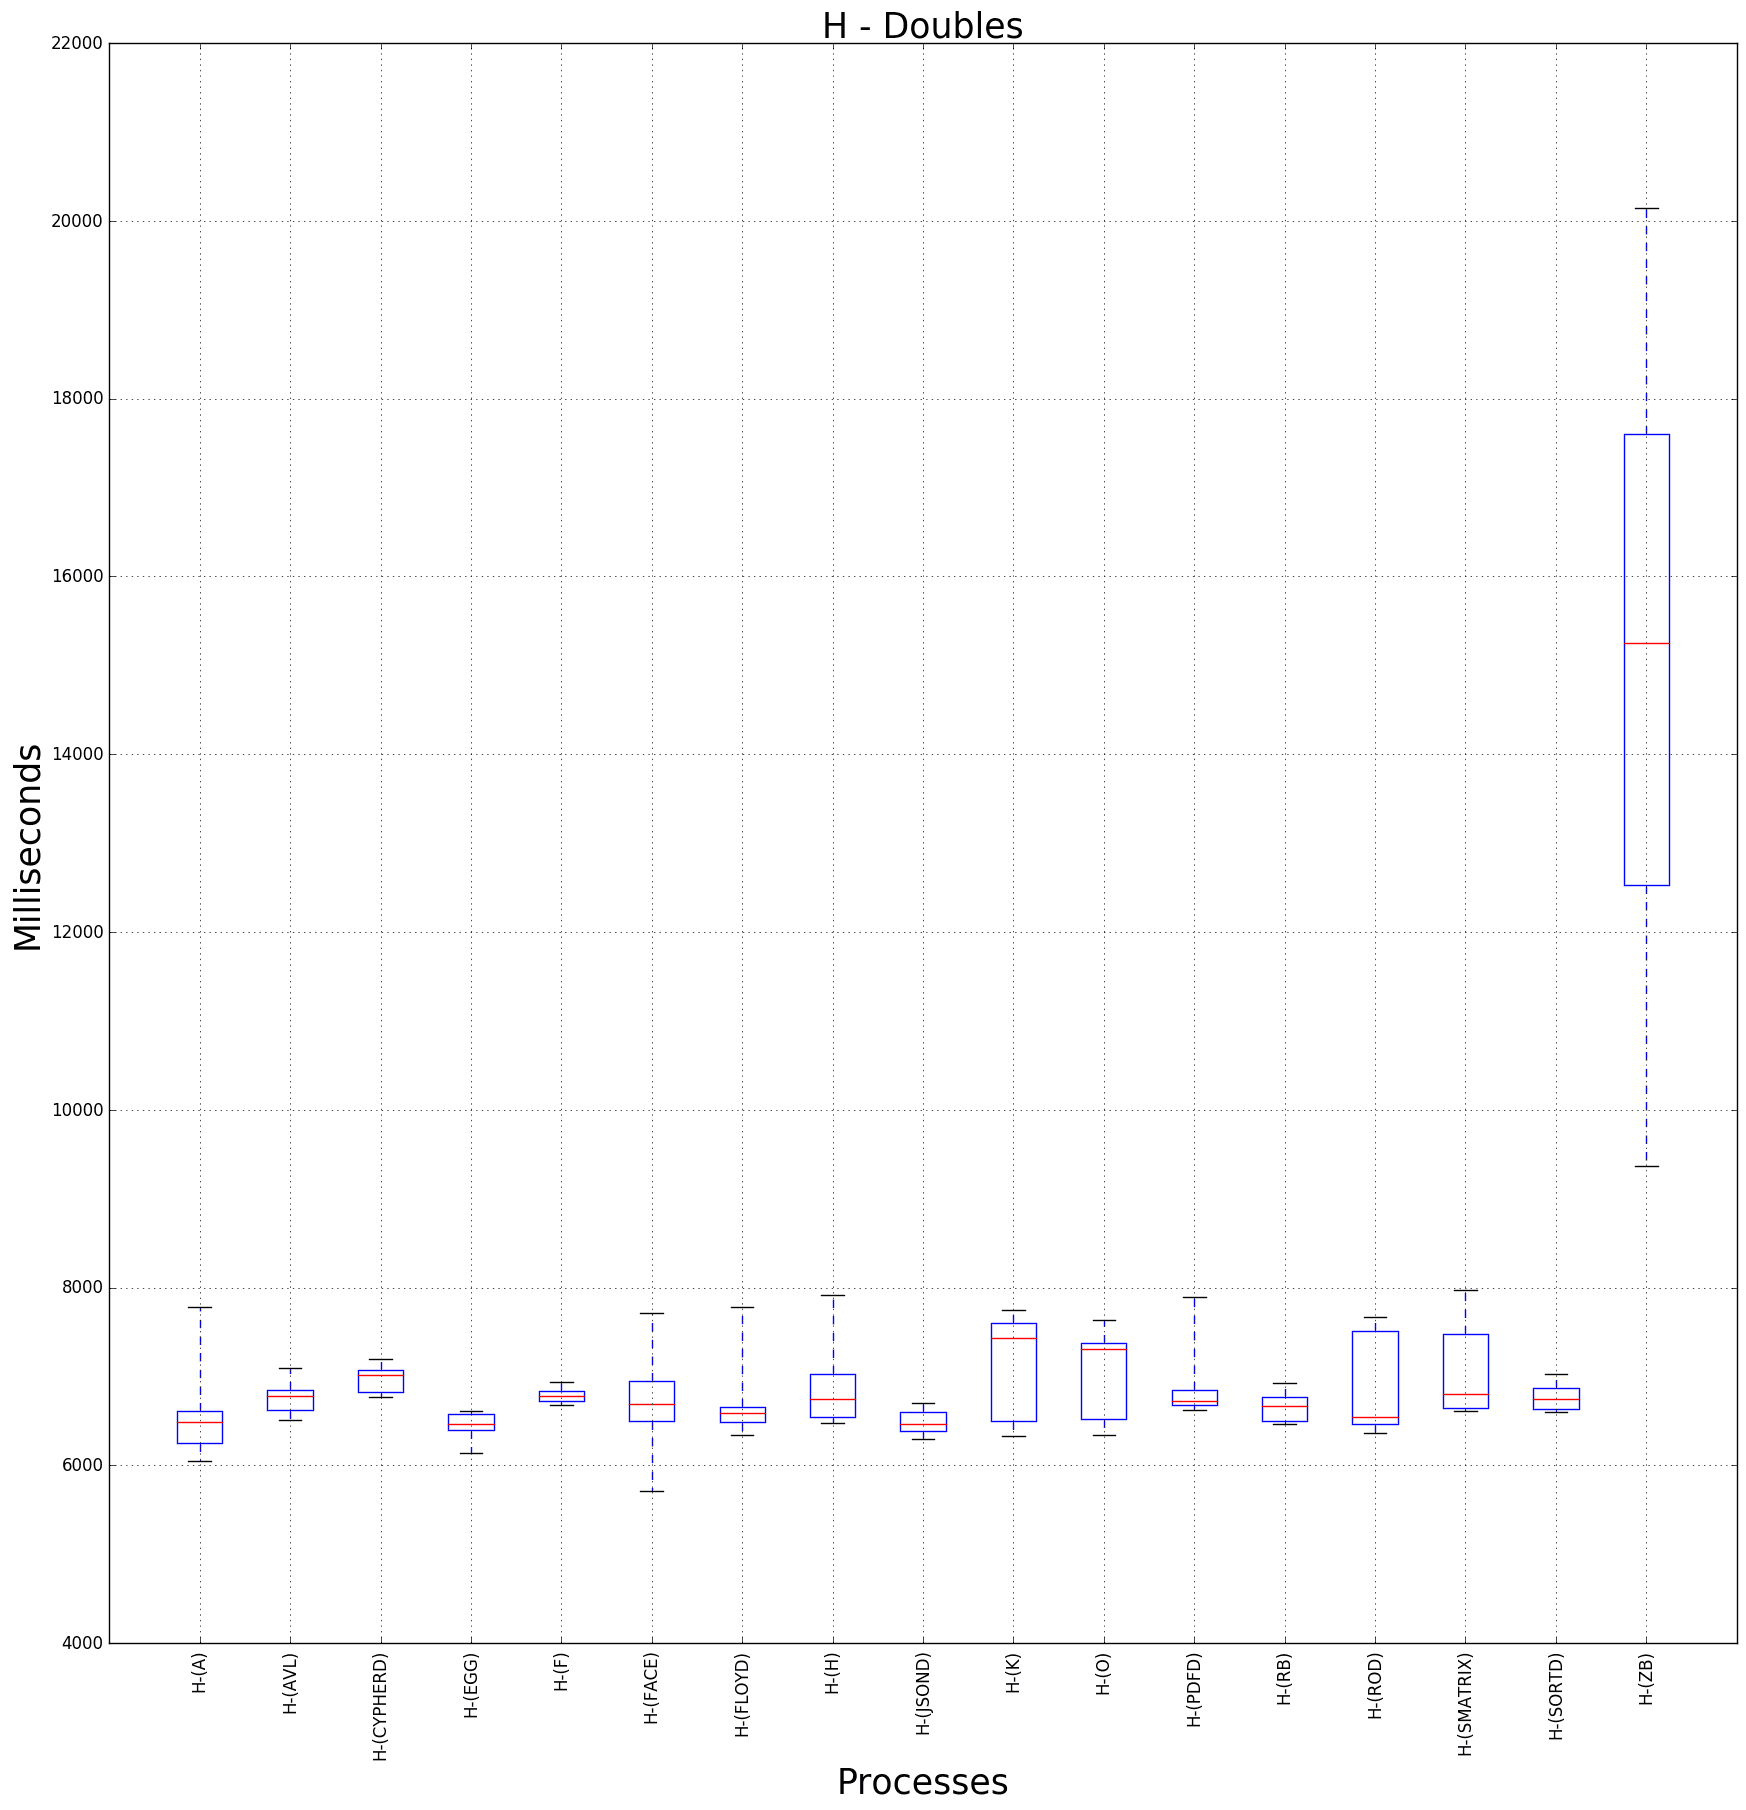 H - Doubles
22000
20000
18000
16000
14000
12000
10000
8000
6000
4000
Milliseconds
H-(A)
H-(AVL)
H-(CYPHERD)
H-(EGG)
H-(F)
H-(FACE)
H-(FLOYD)
H-(H)
H-(JSOND)
H-(K)
H-(O)
H-(PDFD)
H-(RB)
H-(ROD)
H-(SMATRIX)
H-(SORTD)
H-(ZB)
Processes